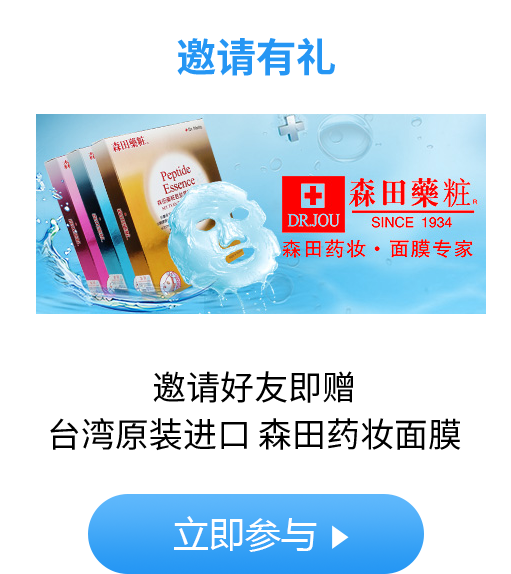 邀请有礼
森田藥粧
Dr.Morita
Peptide
Essence
DR.JOU
森田藥粧
R
SINCE 1934
森田药妆·面膜专家
邀请好友即赠
台湾原装进口 森田药妆面膜
立即参与